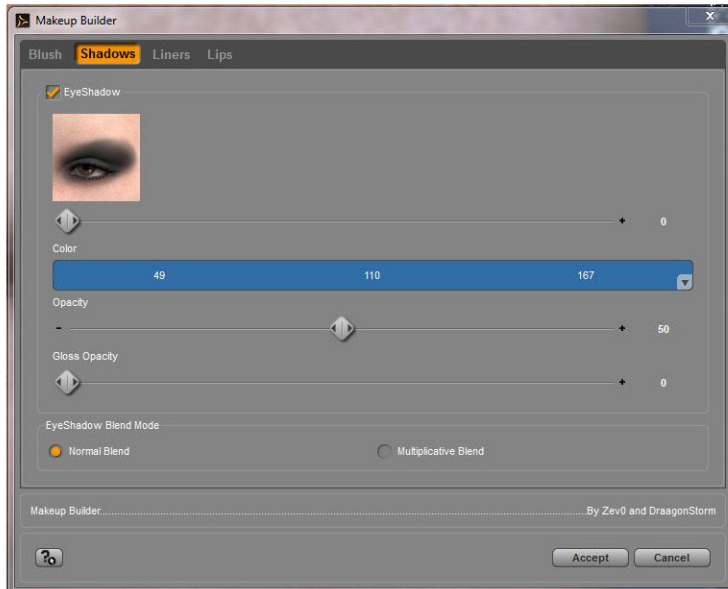 Makeup Builder
x
Blush Shadows Liners Lips
EyeShadow
+ 0
Color
49 110 167
Opacity
- + 50
Gloss Opacity
+ 0
EyeShadow Blend Mode
Normal Blend Multiplicative Blend
Makeup Builder......By Zev0 and DraagonStorm
? Accept Cancel